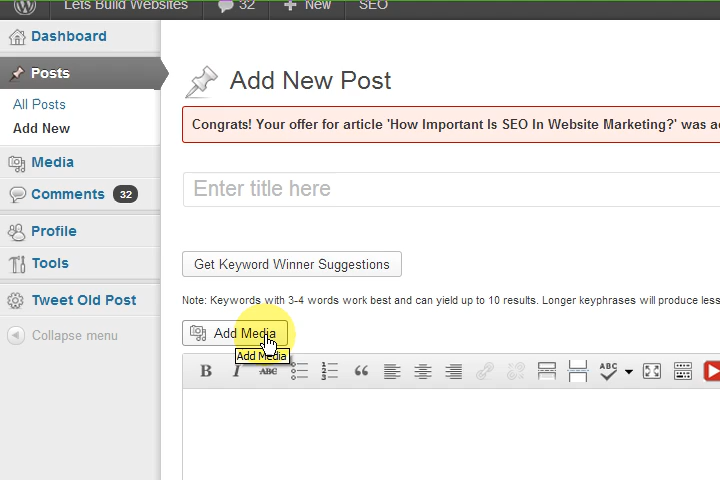 Lets Build Websites 32 New SEO
Dashboard
Posts
All Posts
Add New
Media
Comments 32
Profile
Tools
Tweet Old Post
Collapse menu
Add New Post
Congrats! Your offer for article 'How Important Is SEO In Website Marketing?' was
Enter title here
Get Keyword Winner Suggestions
Note: Keywords with 3-4 words work best and can yield up to 10 results. Longer keyphrases will produce less
Add Media
Add Media
B I ABC ABC